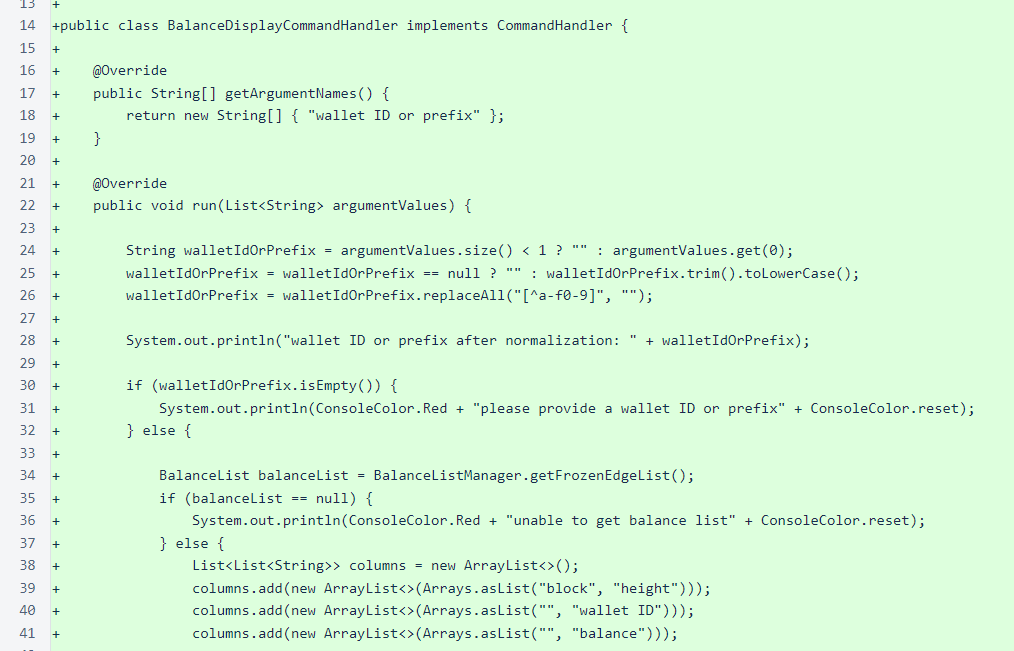 13 +
14 +public class BalanceDisplayCommandHandler implements CommandHandler {
15 +
16 +    @Override
17 +    public String[] getArgumentNames() {
18 +        return new String[] { "wallet ID or prefix" };
19 +    }
20 +
21 +    @Override
22 +    public void run(List<String> argumentValues) {
23 +
24 +        String walletIdOrPrefix = argumentValues.size() < 1 ? "" : argumentValues.get(0);
25 +        walletIdOrPrefix = walletIdOrPrefix == null ? "" : walletIdOrPrefix.trim().toLowerCase();
26 +        walletIdOrPrefix = walletIdOrPrefix.replaceAll("[^a-f0-9]", "");
27 +
28 +        System.out.println("wallet ID or prefix after normalization: " + walletIdOrPrefix);
29 +
30 +        if (walletIdOrPrefix.isEmpty()) {
31 +            System.out.println(ConsoleColor.Red + "please provide a wallet ID or prefix" + ConsoleColor.reset);
32 +        } else {
33 +
34 +            BalanceList balanceList = BalanceListManager.getFrozenEdgeList();
35 +            if (balanceList == null) {
36 +                System.out.println(ConsoleColor.Red + "unable to get balance list" + ConsoleColor.reset);
37 +            } else {
38 +                List<List<String>> columns = new ArrayList<>();
39 +                columns.add(new ArrayList<>(Arrays.asList("block", "height")));
40 +                columns.add(new ArrayList<>(Arrays.asList("", "wallet ID")));
41 +                columns.add(new ArrayList<>(Arrays.asList("", "balance")));